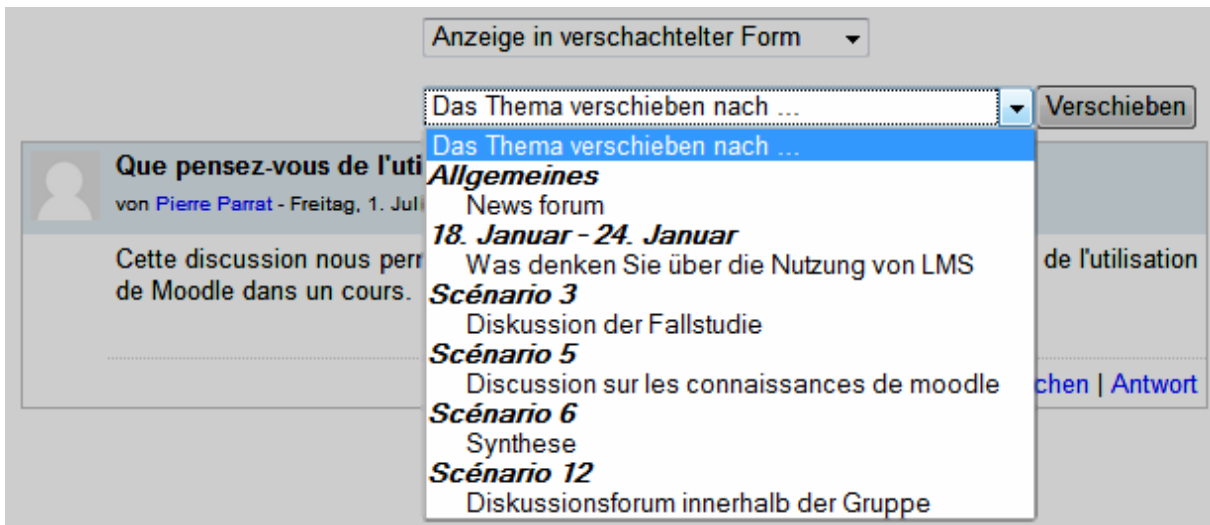 Anzeige in verschachtelter Form
Das Thema verschieben nach ... Verschieben
Das Thema verschieben nach ...
Que pensez-vous de l'uti
Allgemeines
von Pierre Parrat - Freitag, 1. Juli
News forum
18. Januar - 24. Januar
Cette discussion nous perr
Was denken Sie über die Nutzung von LMS
de l'utilisation
de Moodle dans un cours.
Scénario 3
Diskussion der Fallstudie
Scénario 5
Discussion sur les connaissances de moodle
chen | Antwort
Scénario 6
Synthese
Scénario 12
Diskussionsforum innerhalb der Gruppe